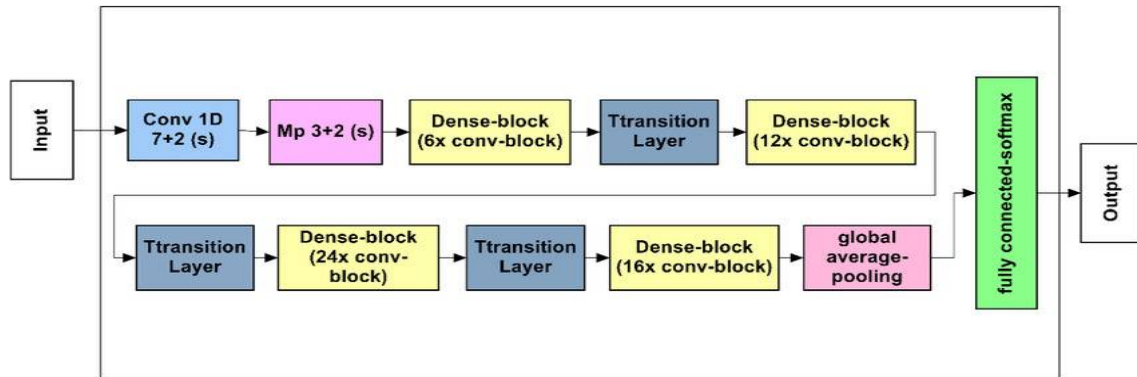 Input
Conv 1D
7+2 (s)
Mp 3+2 (s)
Dense-block
(6x conv-block)
Ttransition
Layer
Dense-block
(12x conv-block)
Ttransition
Layer
Dense-block
(24x conv-
block)
Ttransition
Layer
Dense-block
(16x conv-block)
global
average-
pooling
fully connected-softmax
Output